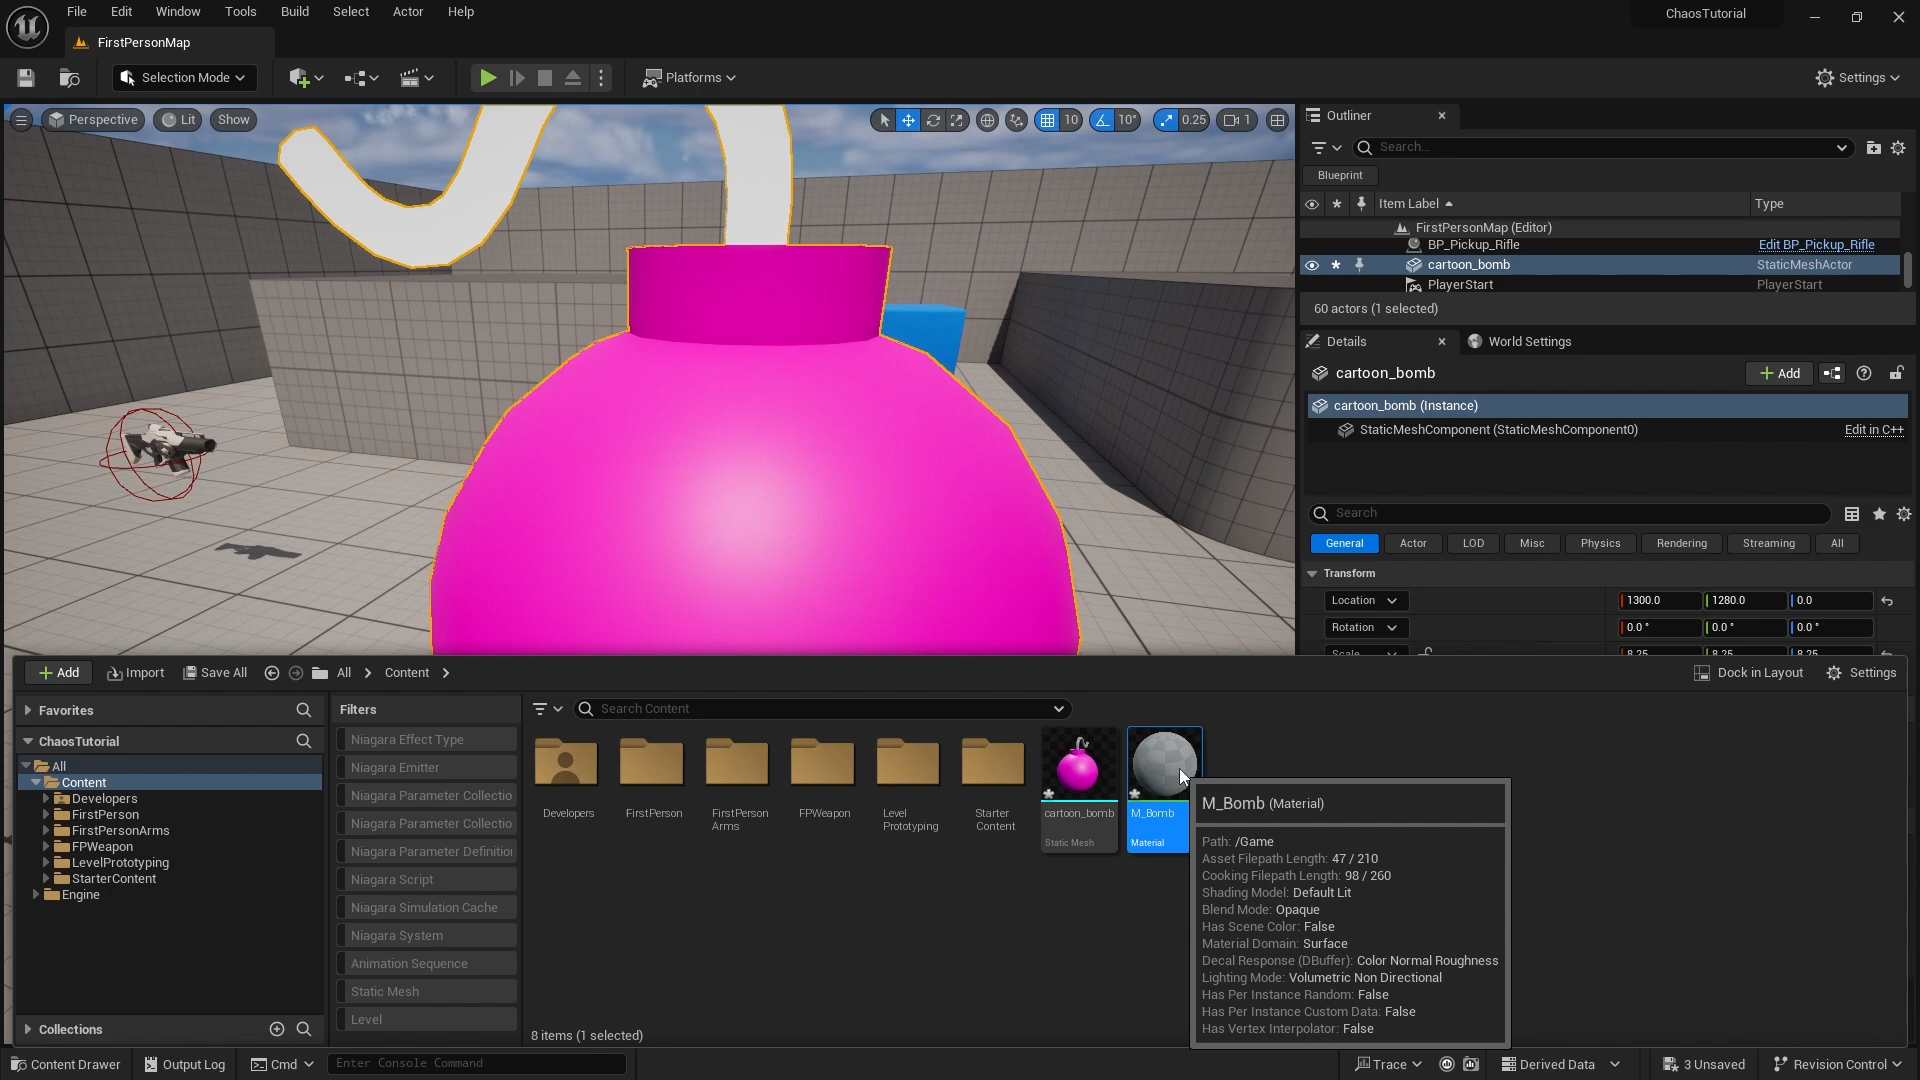 File Edit Window Tools Build Select Actor Help
ChaosTutorial
FirstPersonMap
Selection Mode
Platforms
Settings
Perspective
Lit
Show
10
10°
0.25
1
Outliner
Search...
Blueprint
Item Label
Type
FirstPersonMap (Editor)
BP_Pickup_Rifle
Edit BP_Pickup_Rifle
cartoon_bomb
StaticMeshActor
PlayerStart
PlayerStart
60 actors (1 selected)
Details
World Settings
cartoon_bomb
Add
cartoon_bomb (Instance)
StaticMeshComponent (StaticMeshComponent0)
Edit in C++
Search
General
Actor
LOD
Misc
Physics
Rendering
Streaming
All
Transform
Location
1300.0
1280.0
0.0
Rotation
0.0 °
0.0 °
0.0 °
Scale
8.25
8.25
8.25
Add
Import
Save All
All
Content
Dock in Layout
Settings
Favorites
ChaosTutorial
All
Content
Developers
FirstPerson
FirstPersonArms
FPWeapon
LevelPrototyping
StarterContent
Engine
Collections
Filters
Niagara Effect Type
Niagara Emitter
Niagara Parameter Collectio
Niagara Parameter Collectio
Niagara Parameter Definition
Niagara Script
Niagara Simulation Cache
Niagara System
Animation Sequence
Static Mesh
Level
Search Content
Developers
FirstPerson
FirstPerson
Arms
FPWeapon
Level
Prototyping
Starter
Content
cartoon_bomb
Static Mesh
M_Bomb
Material
8 items (1 selected)
M_Bomb (Material)
Path: /Game
Asset Filepath Length: 47 / 210
Cooking Filepath Length: 98 / 260
Shading Model: Default Lit
Blend Mode: Opaque
Has Scene Color: False
Material Domain: Surface
Decal Response (DBuffer): Color Normal Roughness
Lighting Mode: Volumetric Non Directional
Has Per Instance Random: False
Has Per Instance Custom Data: False
Has Vertex Interpolator: False
Content Drawer
Output Log
Cmd
Enter Console Command
Trace
Derived Data
3 Unsaved
Revision Control